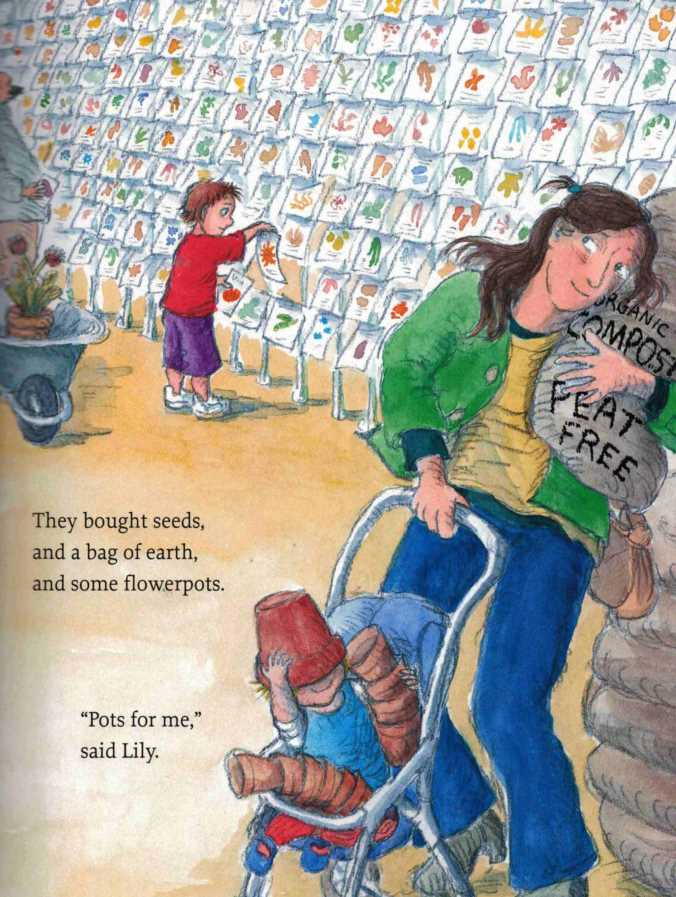 ORGANIC
COMPOST
PEAT
FREE
They bought seeds,
and a bag of earth,
and some flowerpots.
“Pots for me,”
said Lily.